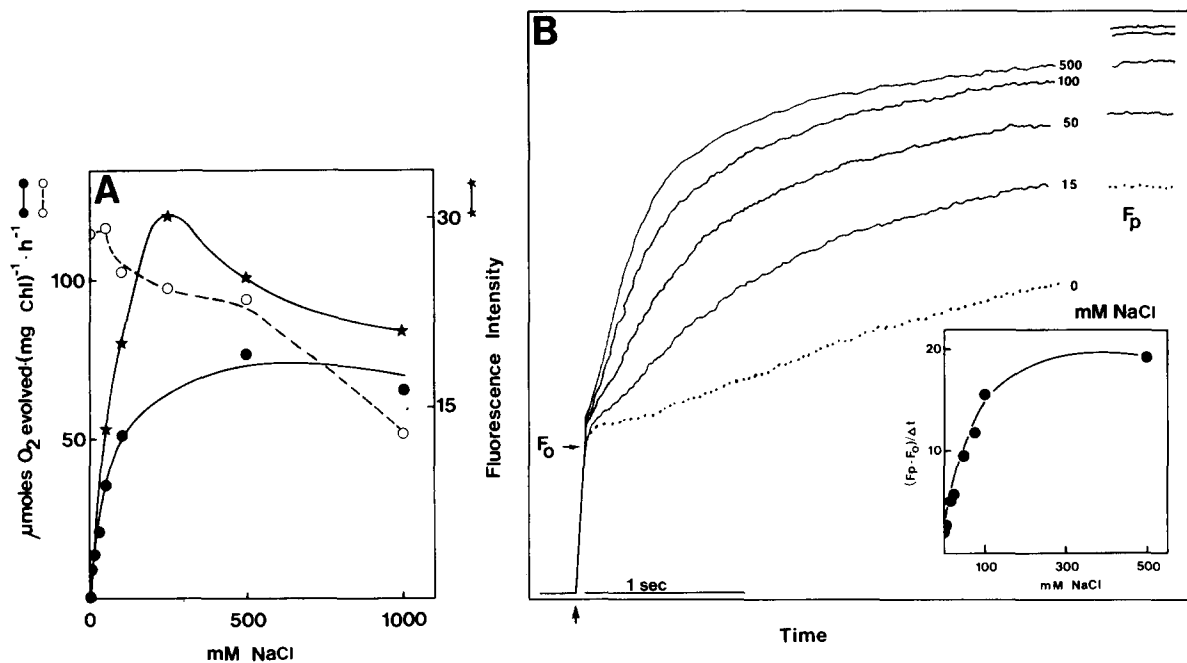 A
μmoles O2 evolved·(mg Chl)⁻¹·h⁻¹
100
50
0
500
1000
mM NaCl
30
15
Fluorescence Intensity
B
500
100
50
15
0
mM NaCl
Fp
Fo
1 sec
Time
20
10
(Fp-Fo)/Δt
100
300
500
mM NaCl